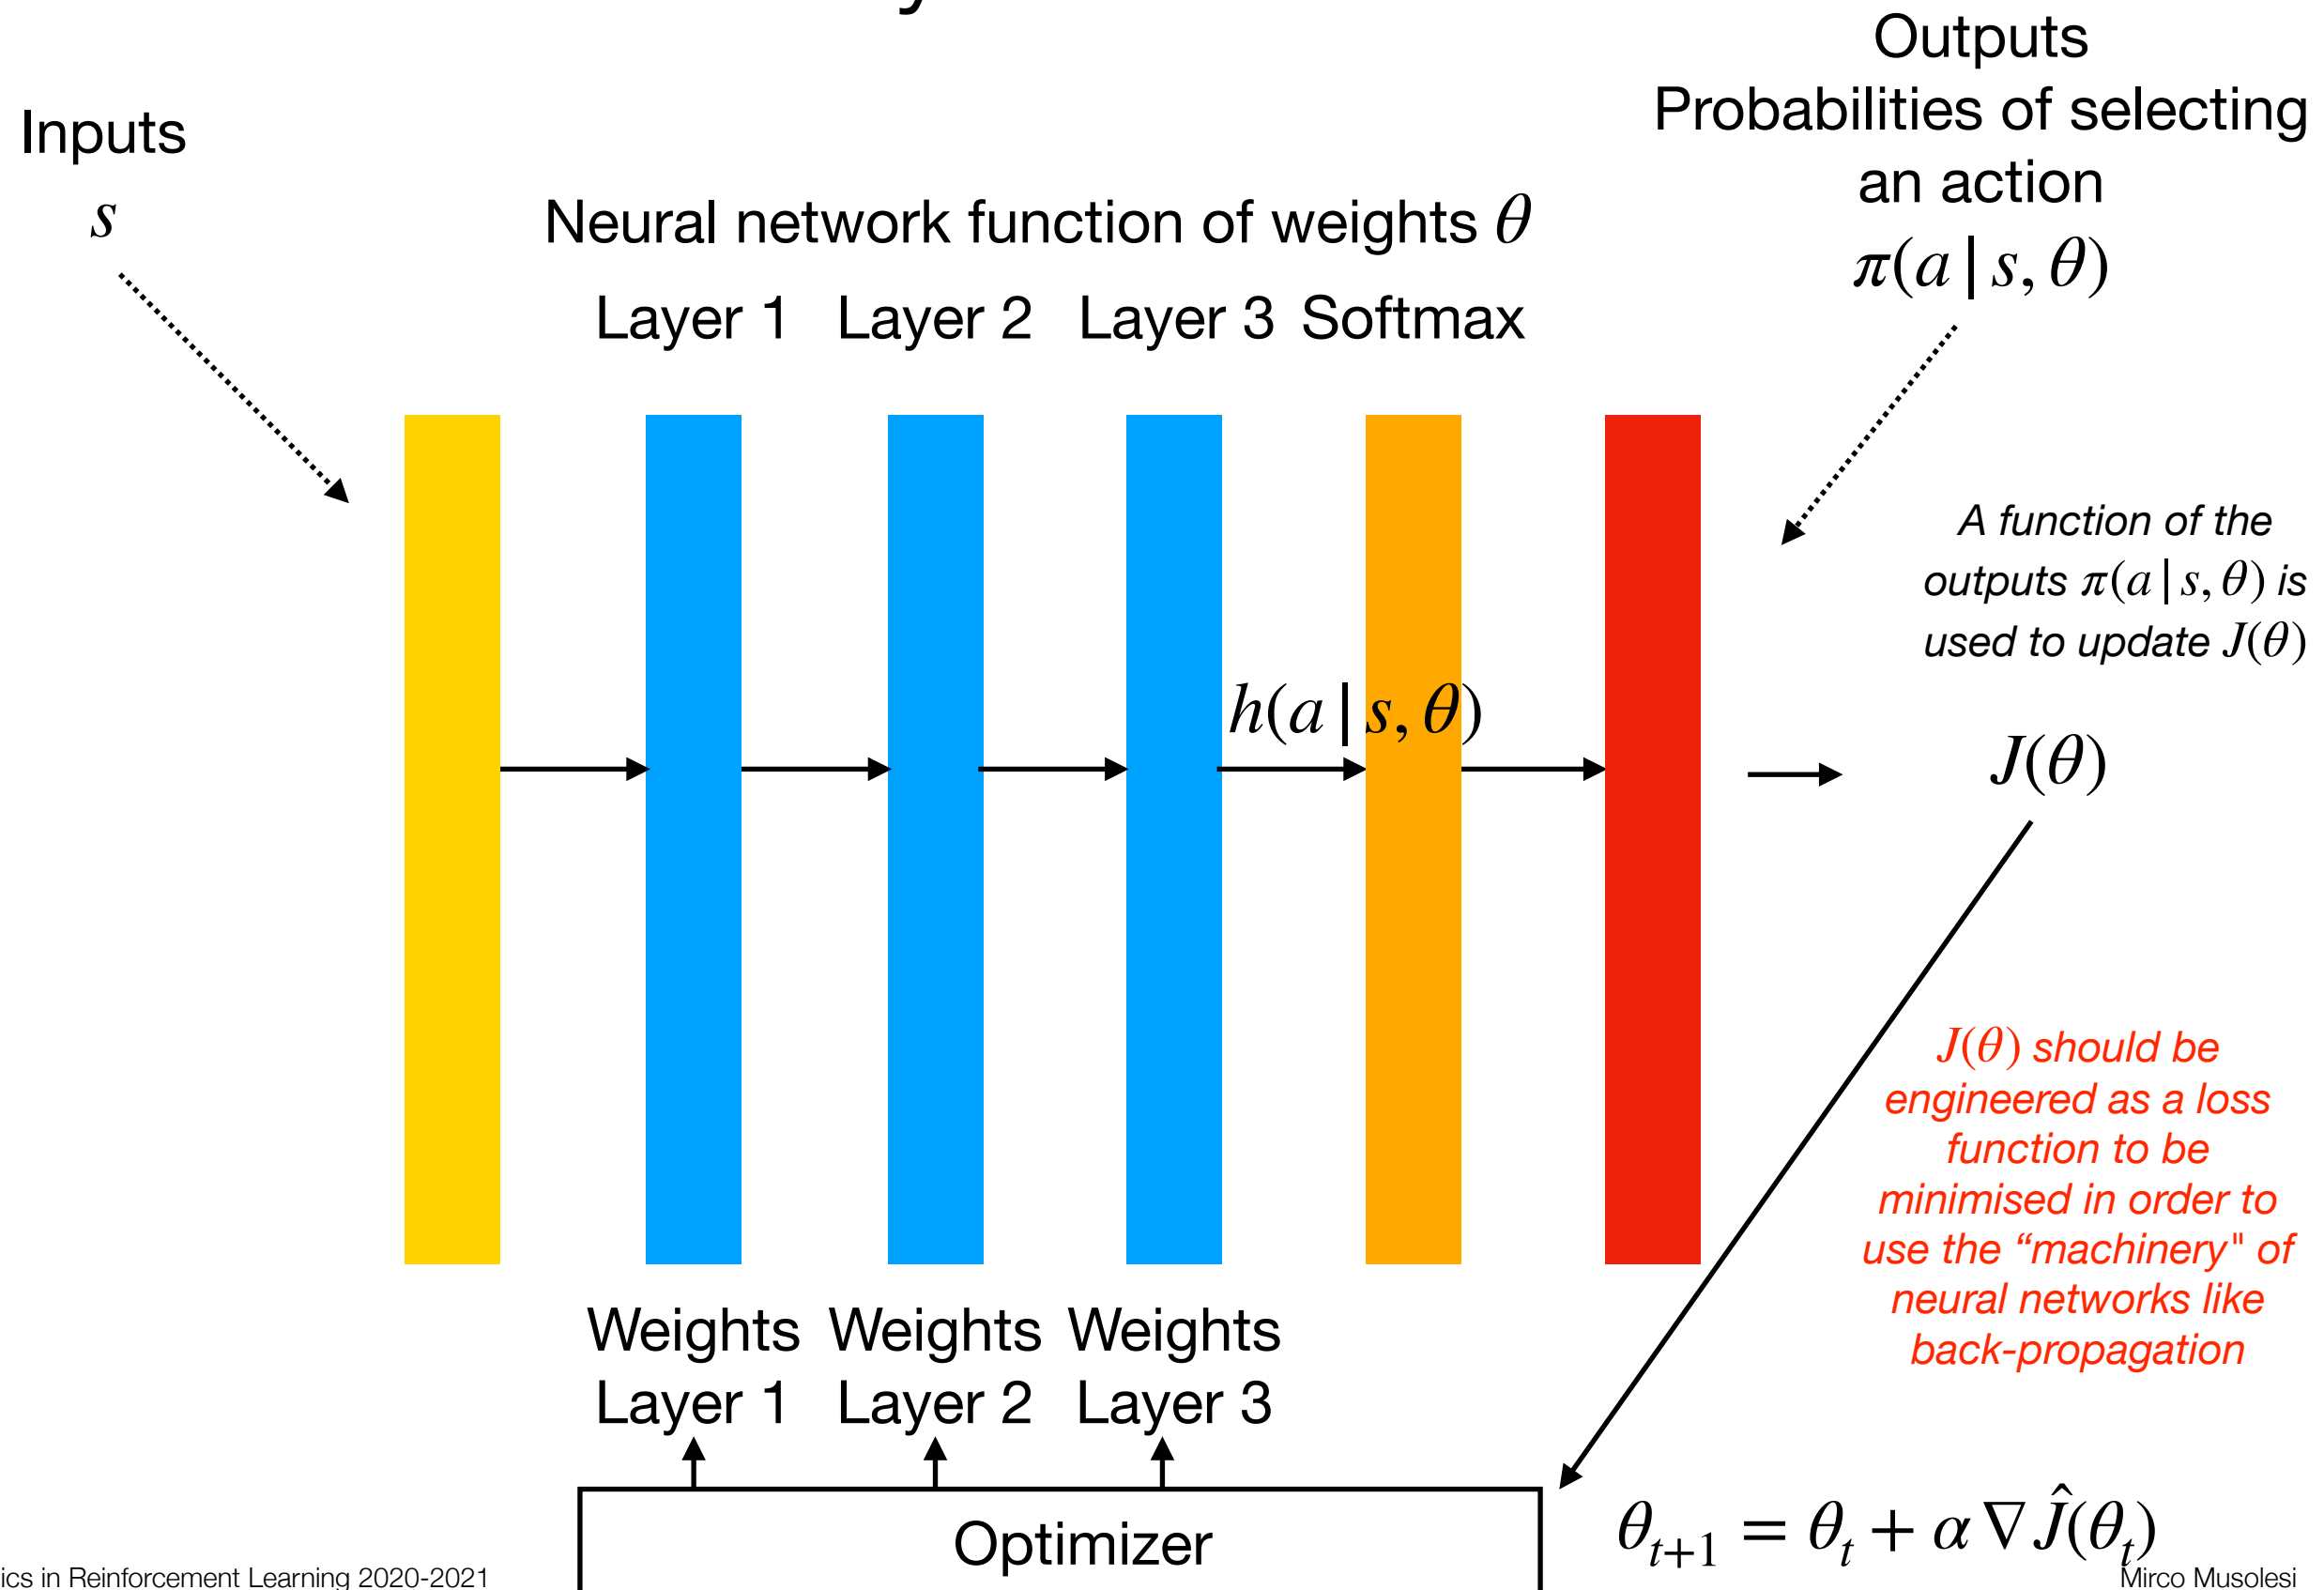 Inputs
s
Outputs
Probabilities of selecting
an action
π(a | s, θ)
Neural network function of weights θ
Layer 1 Layer 2 Layer 3 Softmax
A function of the
outputs π(a | s, θ) is
used to update J(θ)
h(a | s, θ)
J(θ)
J(θ) should be
engineered as a loss
function to be
minimised in order to
use the “machinery" of
neural networks like
back-propagation
Weights Weights Weights
Layer 1 Layer 2 Layer 3
Optimizer
θₜ₊₁ = θₜ + α∇Ĵ(θₜ)
ics in Reinforcement Learning 2020-2021
Mirco Musolesi